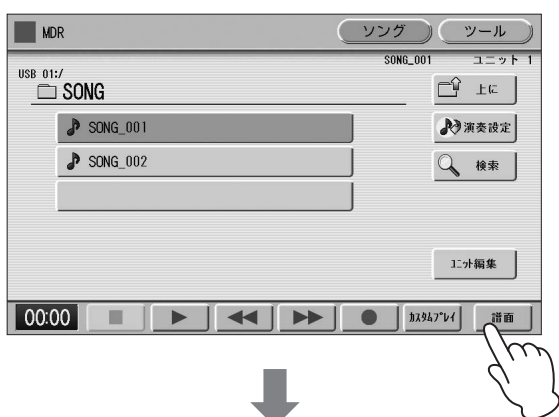 MDR
ソング
ツール
SONG_001
ユニット 1
USB 01:/
SONG
上に
SONG_001
演奏設定
SONG_002
検索
ﾕﾆｯﾄ編集
00:00
ｶｽﾀﾑﾌﾟﾚｲ
譜面